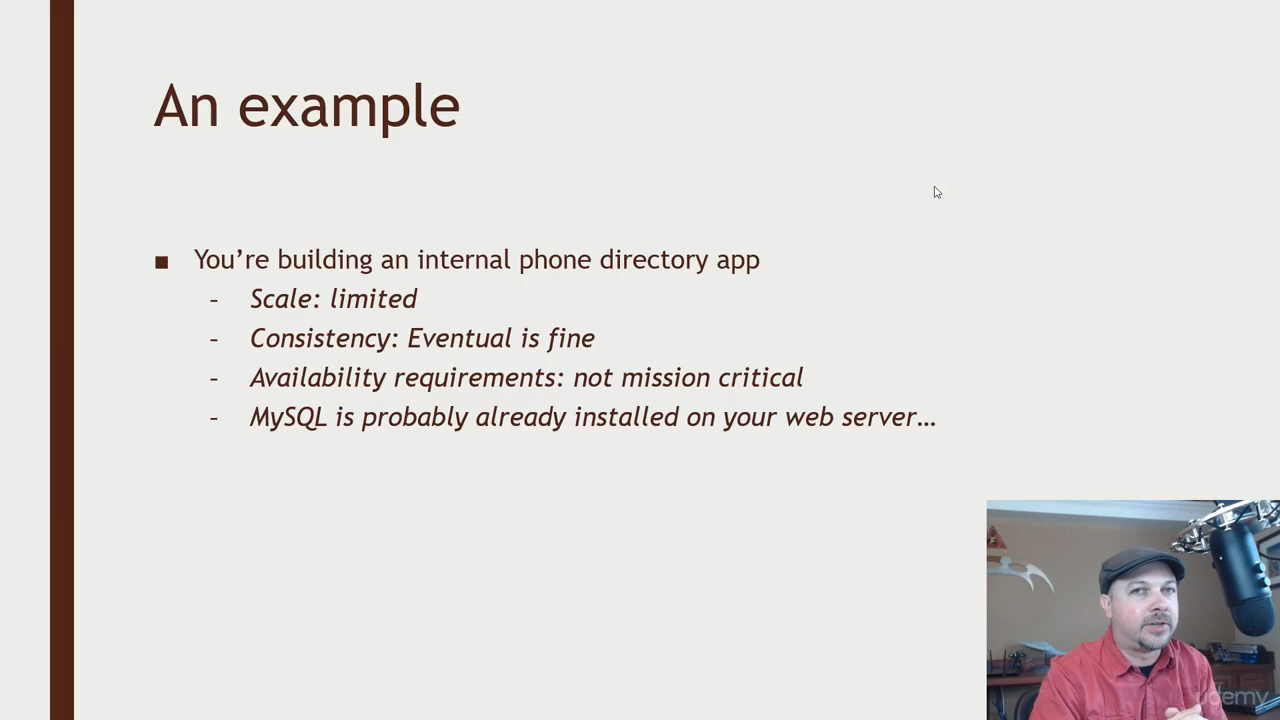 An example
■ You’re building an internal phone directory app
- Scale: limited
- Consistency: Eventual is fine
- Availability requirements: not mission critical
- MySQL is probably already installed on your web server…
udemy